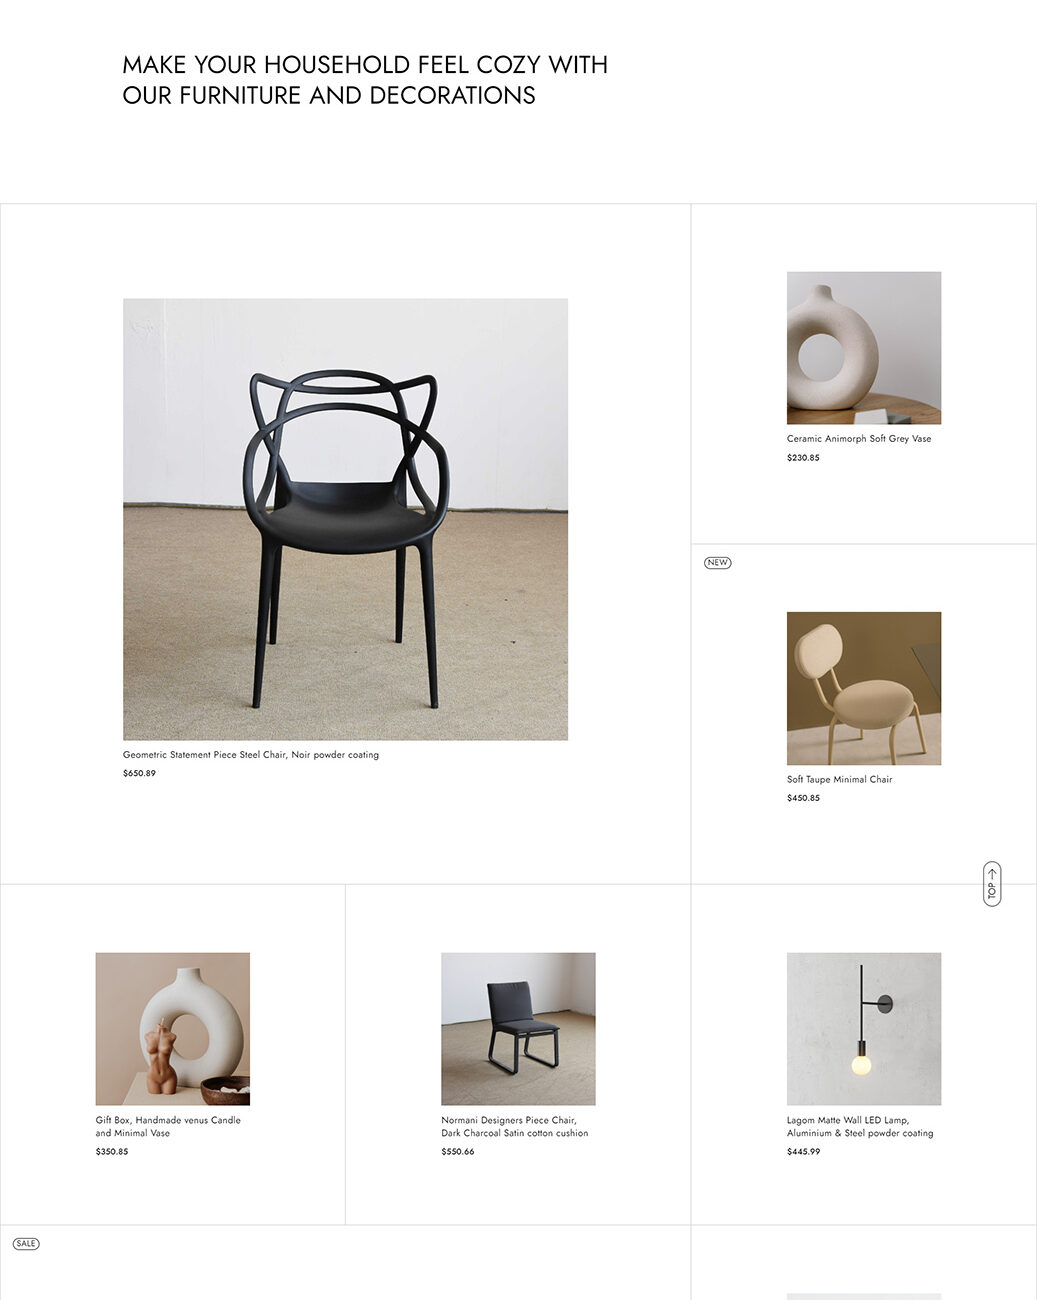 MAKE YOUR HOUSEHOLD FEEL COZY WITH
OUR FURNITURE AND DECORATIONS
Geometric Statement Piece Steel Chair, Noir powder coating
$650.89
Ceramic Animorph Soft Grey Vase
$230.85
NEW
Soft Taupe Minimal Chair
$450.85
TOP
Gift Box, Handmade venus Candle
and Minimal Vase
$350.85
Normani Designers Piece Chair,
Dark Charcoal Satin cotton cushion
$550.66
Lagom Matte Wall LED Lamp,
Aluminium & Steel powder coating
$445.99
SALE